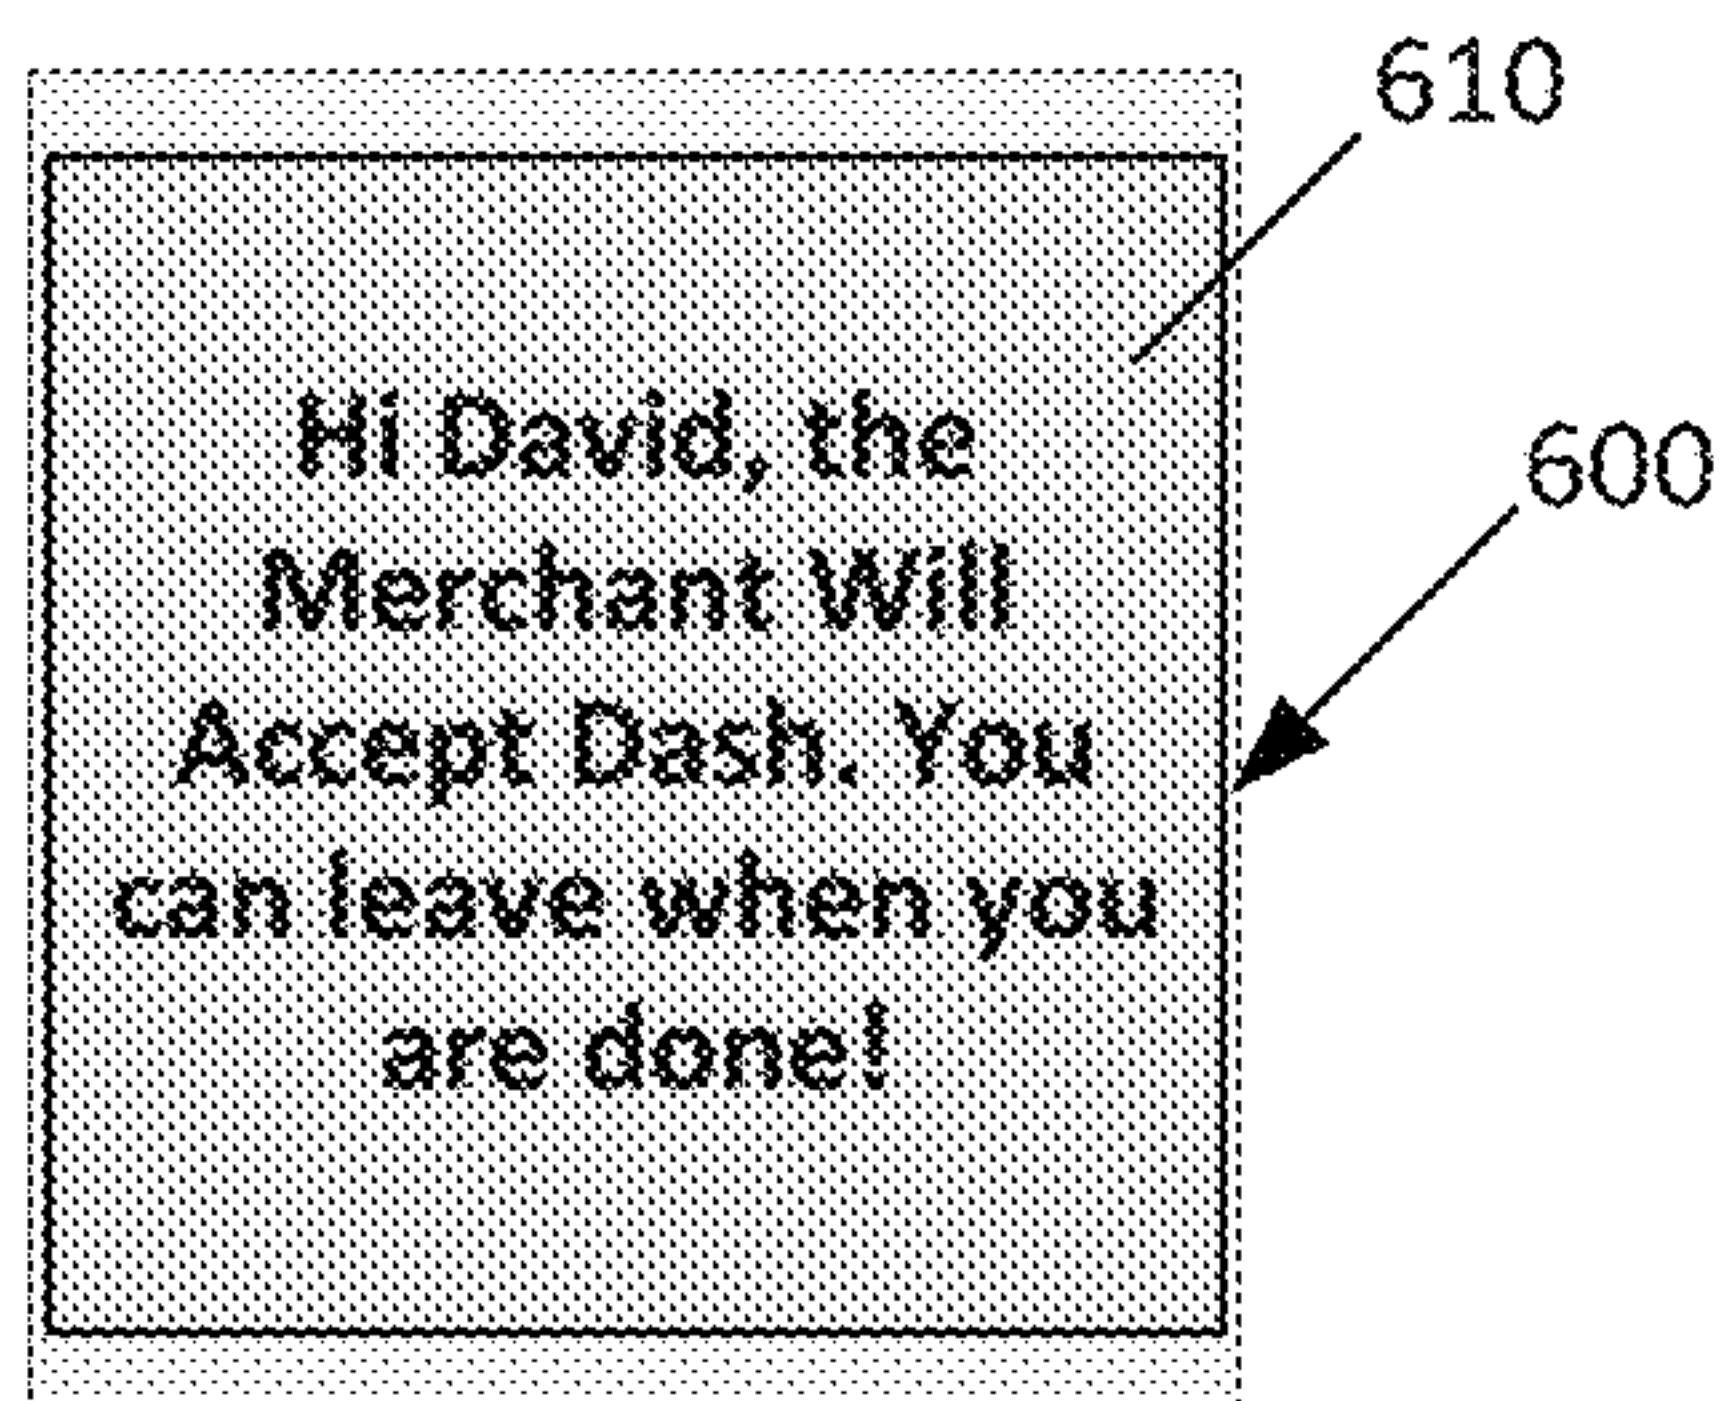 610
Hi David, the
600
Merchant Will
Accept Dash. You
can leave when you
are done!